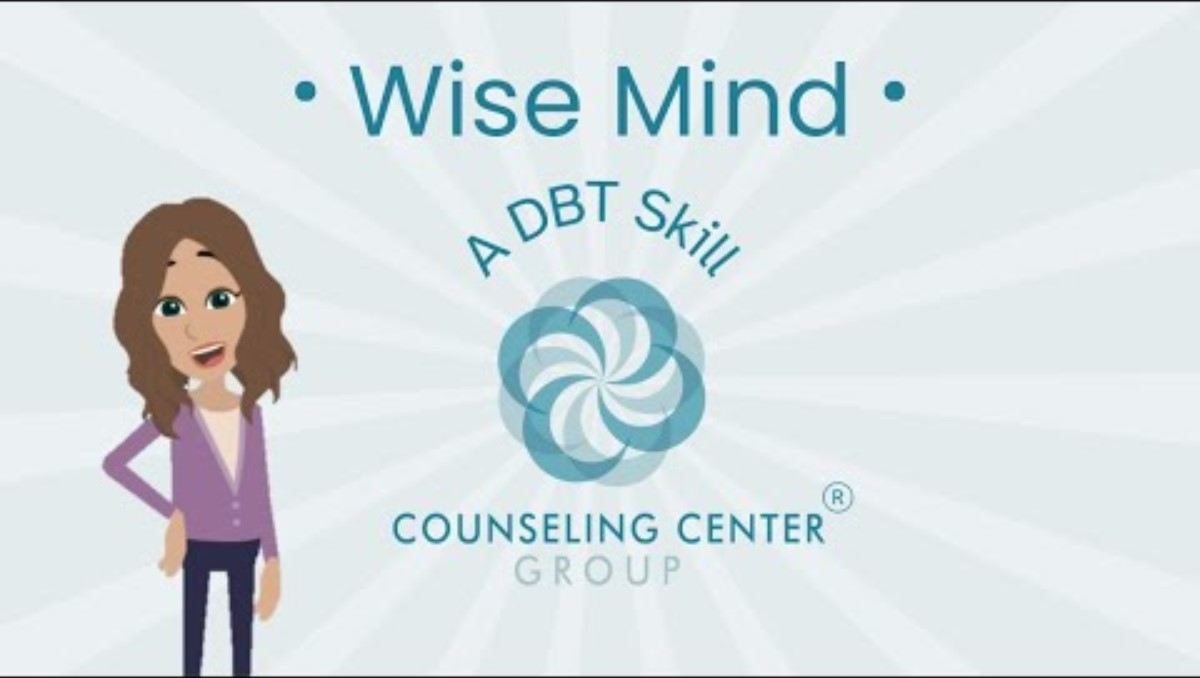 • Wise Mind •
A DBT Skill
COUNSELING CENTER®
GROUP